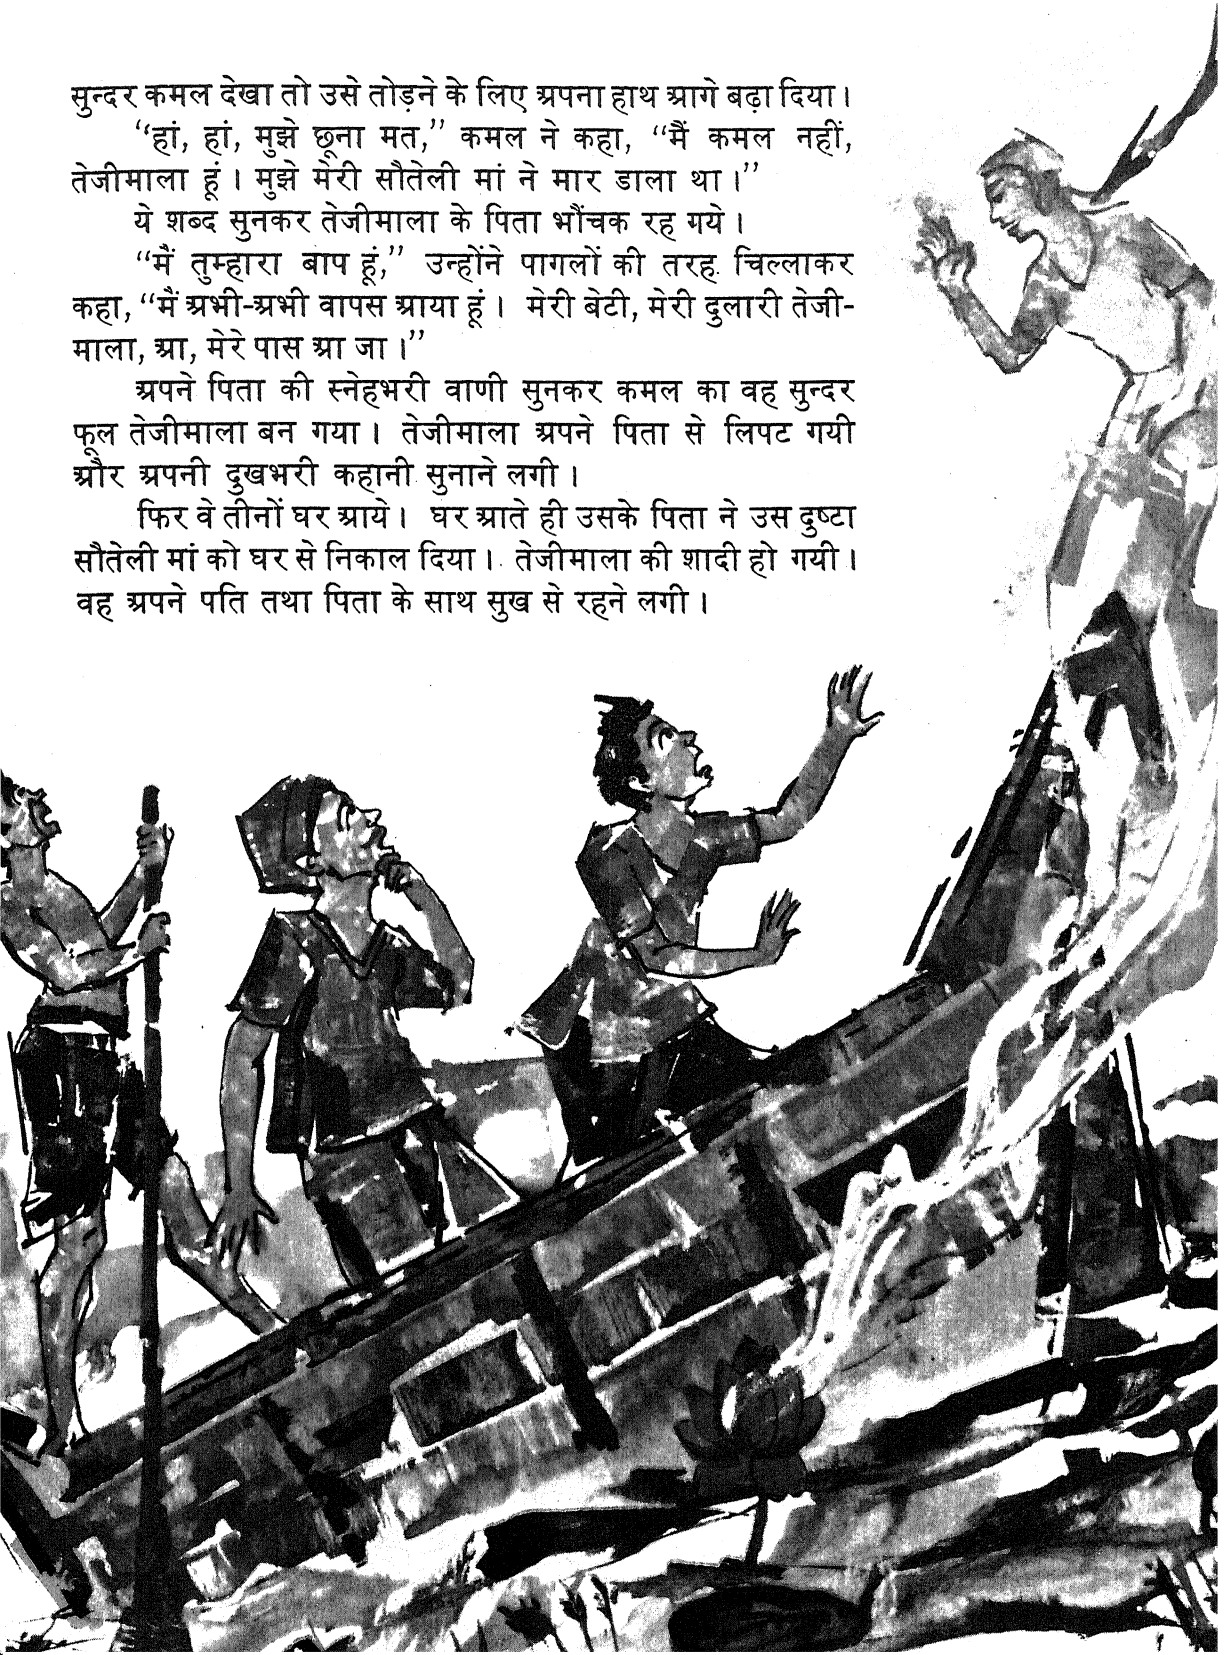 सुन्दर कमल देखा तो उसे तोड़ने के लिए अपना हाथ आगे बढ़ा दिया।
“हां, हां, मुझे छूना मत,” कमल ने कहा, “मैं कमल नहीं,
तेजीमाला हूं। मुझे मेरी सौतेली मां ने मार डाला था।”
ये शब्द सुनकर तेजीमाला के पिता भौंचक रह गये।
“मैं तुम्हारा बाप हूं,” उन्होंने पागलों की तरह चिल्लाकर
कहा, “मैं अभी-अभी वापस आया हूं। मेरी बेटी, मेरी दुलारी तेजी-
माला, आ, मेरे पास आ जा।”
अपने पिता की स्नेहभरी वाणी सुनकर कमल का वह सुन्दर
फूल तेजीमाला बन गया। तेजीमाला अपने पिता से लिपट गयी
और अपनी दुखभरी कहानी सुनाने लगी।
फिर वे तीनों घर आये। घर आते ही उसके पिता ने उस दुष्टा
सौतेली मां को घर से निकाल दिया। तेजीमाला की शादी हो गयी।
वह अपने पति तथा पिता के साथ सुख से रहने लगी।